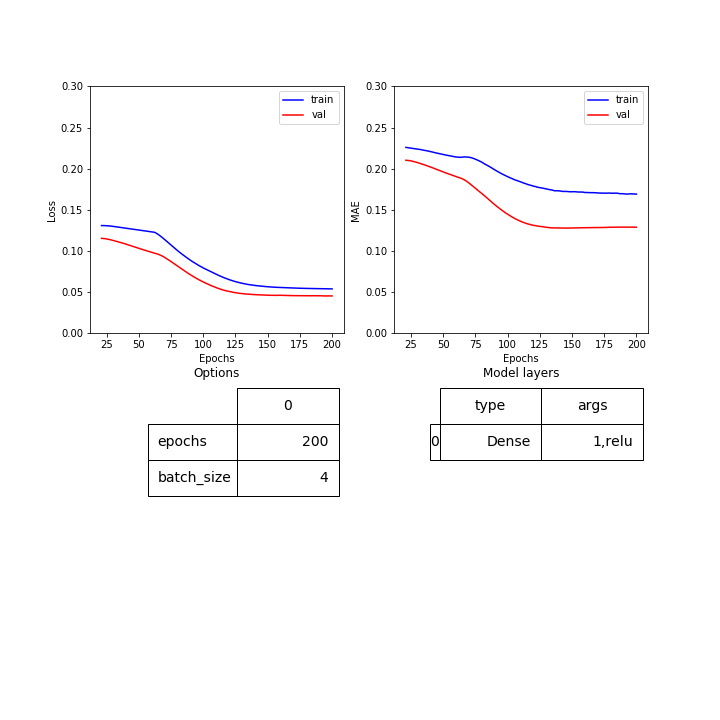 0.30
0.25
0.20
0.15
0.10
0.05
0.00
Loss
train
val
25 50 75 100 125 150 175 200
Epochs
0.30
0.25
0.20
0.15
0.10
0.05
0.00
MAE
train
val
25 50 75 100 125 150 175 200
Epochs
Options
0
epochs 200
batch_size 4
Model layers
type args
0 Dense 1,relu